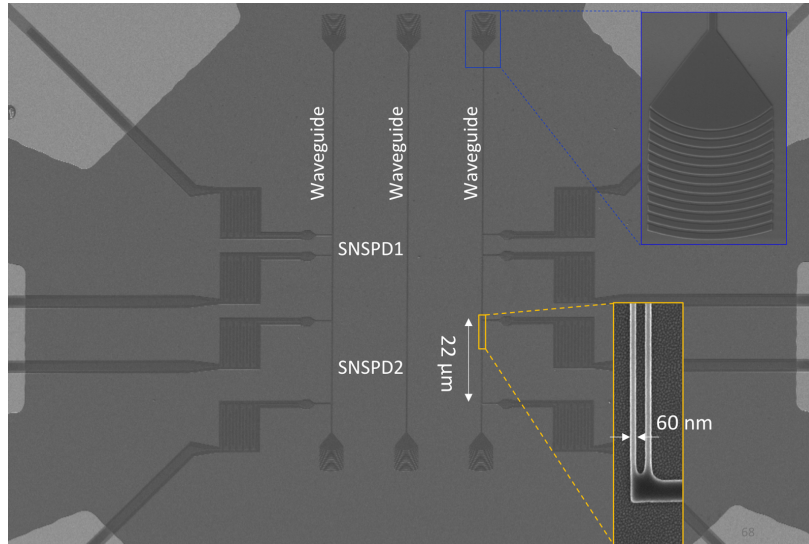 Waveguide
Waveguide
Waveguide
SNSPD1
SNSPD2
22 μm
60 nm
68